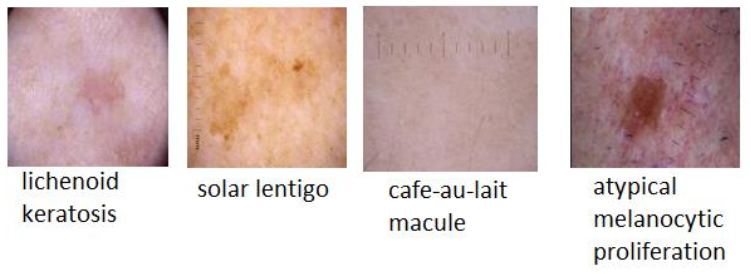 lichenoid
keratosis
solar lentigo
cafe-au-lait
macule
atypical
melanocytic
proliferation